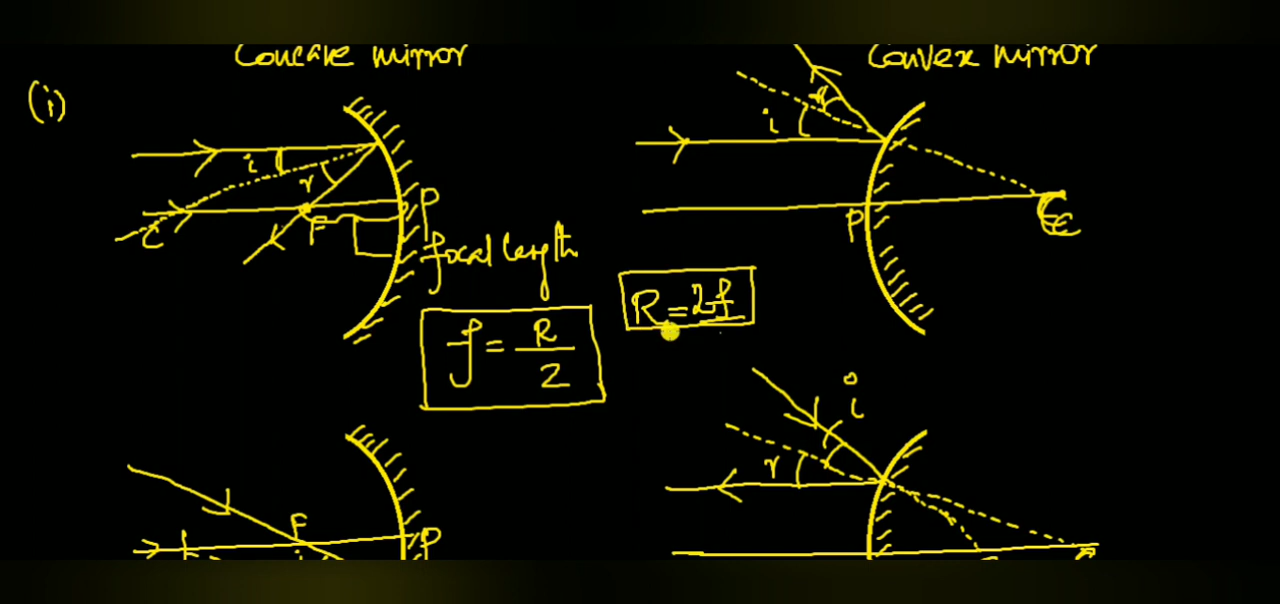 Concave mirror
Convex mirror
(i)
i
r
C
F
P
focal length
f = R/2
R = 2f
i
r
P
C
F
P
i
r